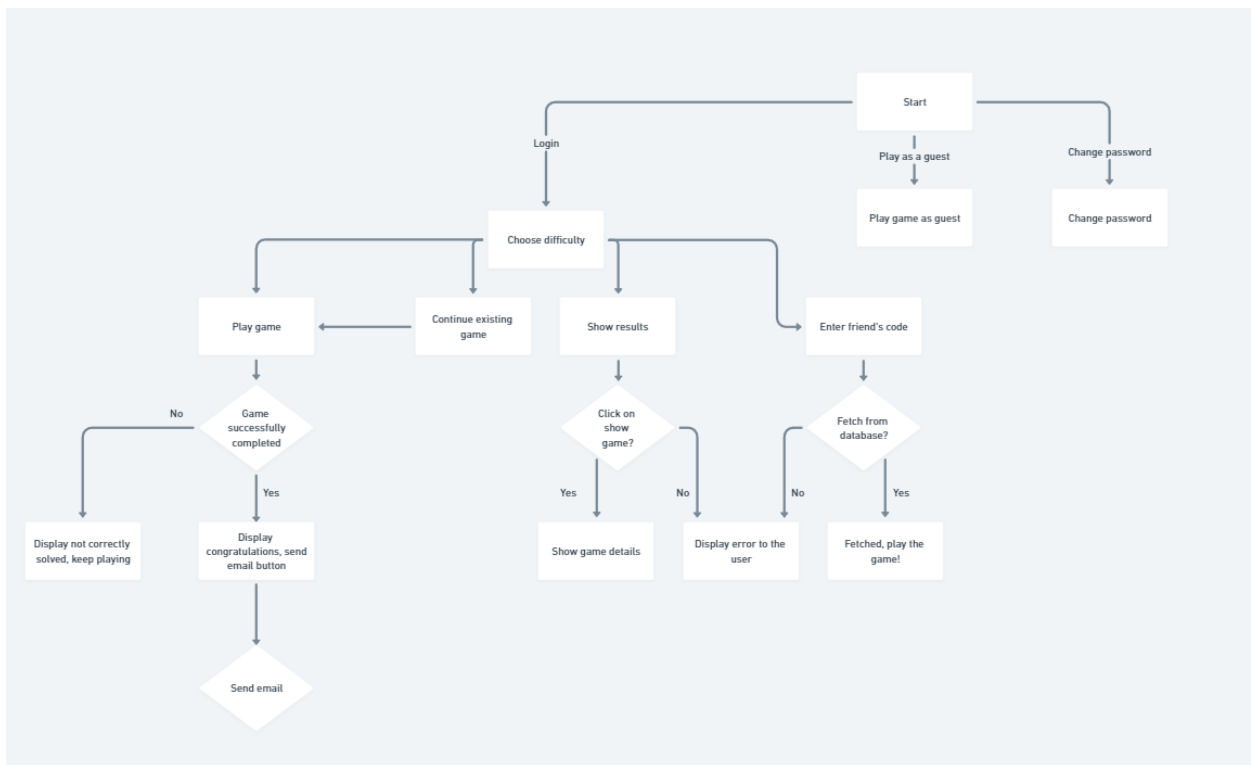 Start
Login
Play as a guest
Change password
Play game as guest
Change password
Choose difficulty
Play game
Continue existing
game
Show results
Enter friend's code
No
Game
successfully
completed
Click on
show
game?
Fetch from
database?
Yes
Yes
No
No
Yes
Display not correctly
solved, keep playing
Display
congratulations, send
email button
Show game details
Display error to the
user
Fetched, play the
game!
Send email